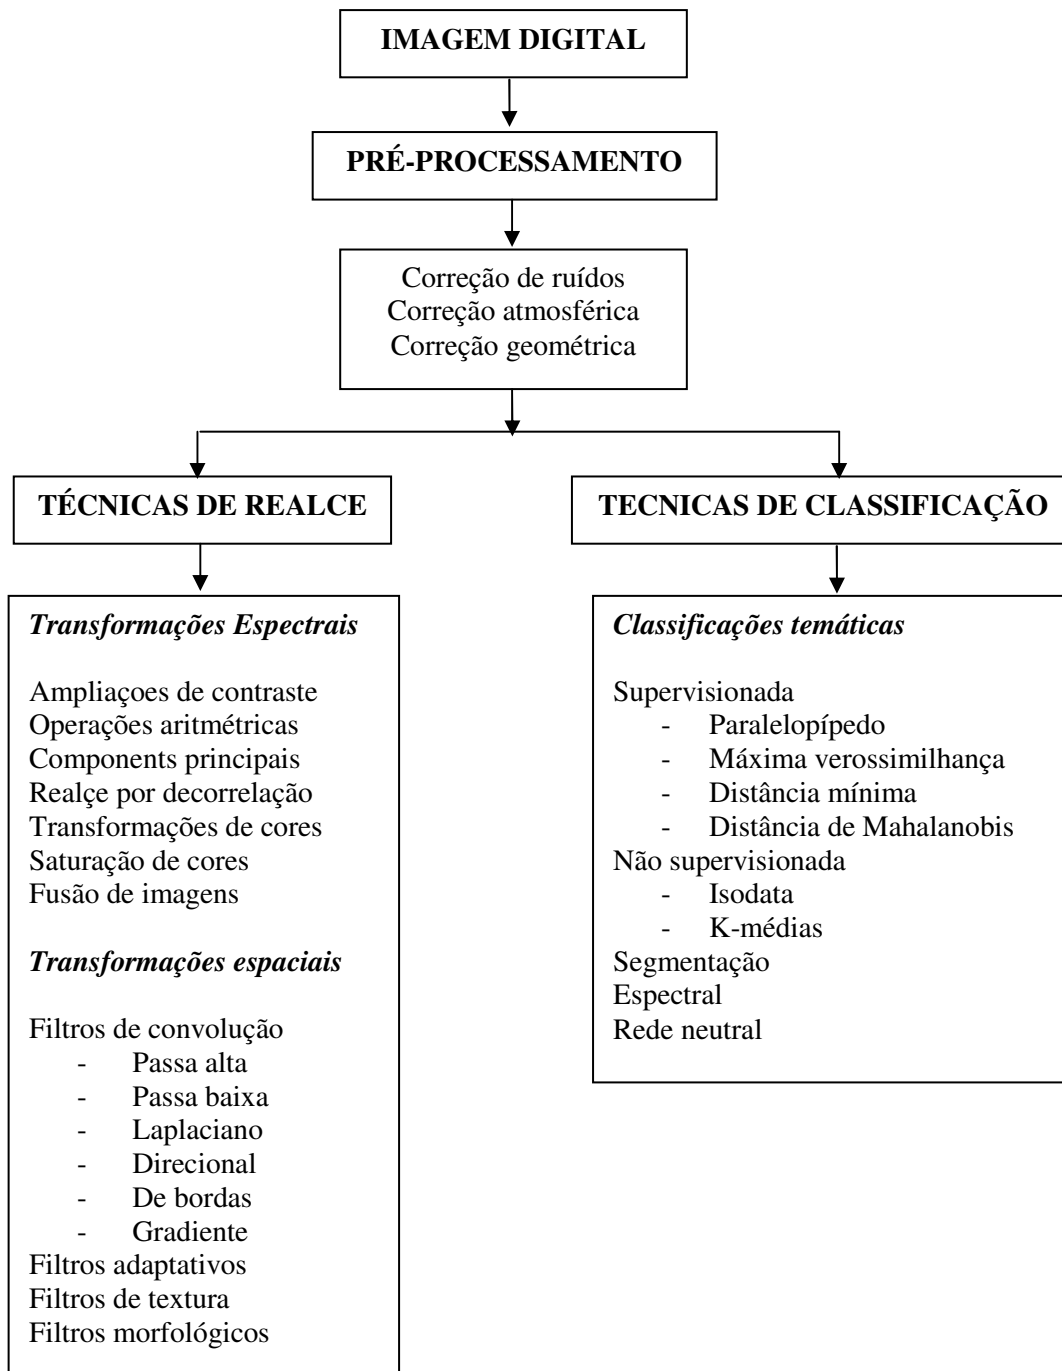 IMAGEM DIGITAL
PRÉ-PROCESSAMENTO
Correção de ruídos
Correção atmosférica
Correção geométrica
TÉCNICAS DE REALCE
Transformações Espectrais
Ampliaçoes de contraste
Operações aritmétricas
Components principais
Realçe por decorrelação
Transformações de cores
Saturação de cores
Fusão de imagens
Transformações espaciais
Filtros de convolução
- Passa alta
- Passa baixa
- Laplaciano
- Direcional
- De bordas
- Gradiente
Filtros adaptativos
Filtros de textura
Filtros morfológicos
TECNICAS DE CLASSIFICAÇÃO
Classificações temáticas
Supervisionada
- Paralelopípedo
- Máxima verossimilhança
- Distância mínima
- Distância de Mahalanobis
Não supervisionada
- Isodata
- K-médias
Segmentação
Espectral
Rede neutral